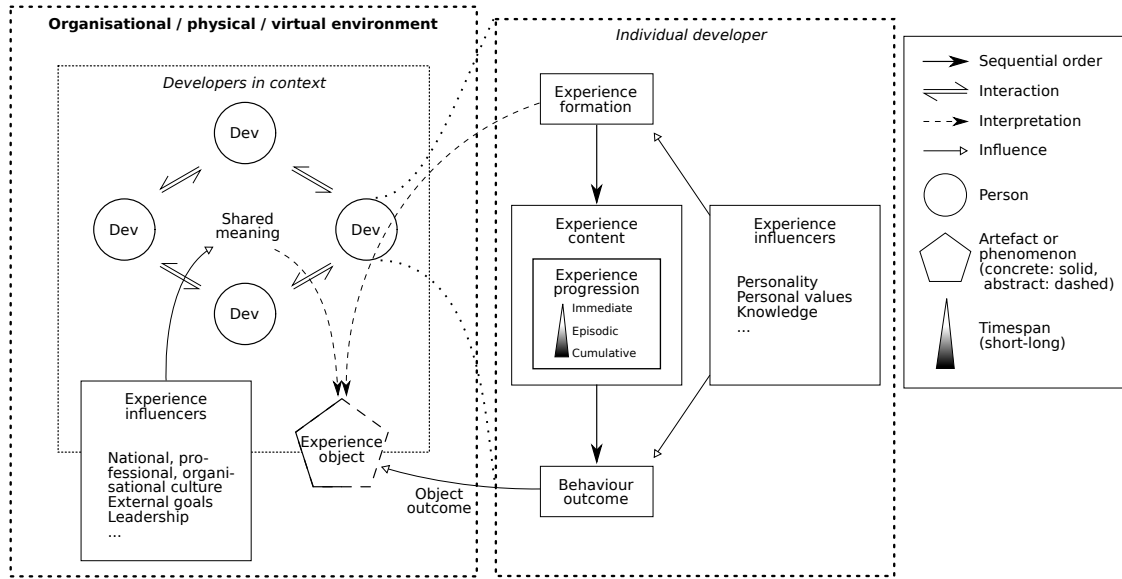 Organisational / physical / virtual environment
Developers in context
Dev
Dev
Shared
meaning
Dev
Dev
Experience
influencers
National, pro-
fessional, organi-
sational culture
External goals
Leadership
...
Experience
object
Object
outcome
Individual developer
Experience
formation
Experience
content
Experience
progression
Immediate
Episodic
Cumulative
Behaviour
outcome
Experience
influencers
Personality
Personal values
Knowledge
...
Sequential order
Interaction
Interpretation
Influence
Person
Artefact or
phenomenon
(concrete: solid,
abstract: dashed)
Timespan
(short-long)